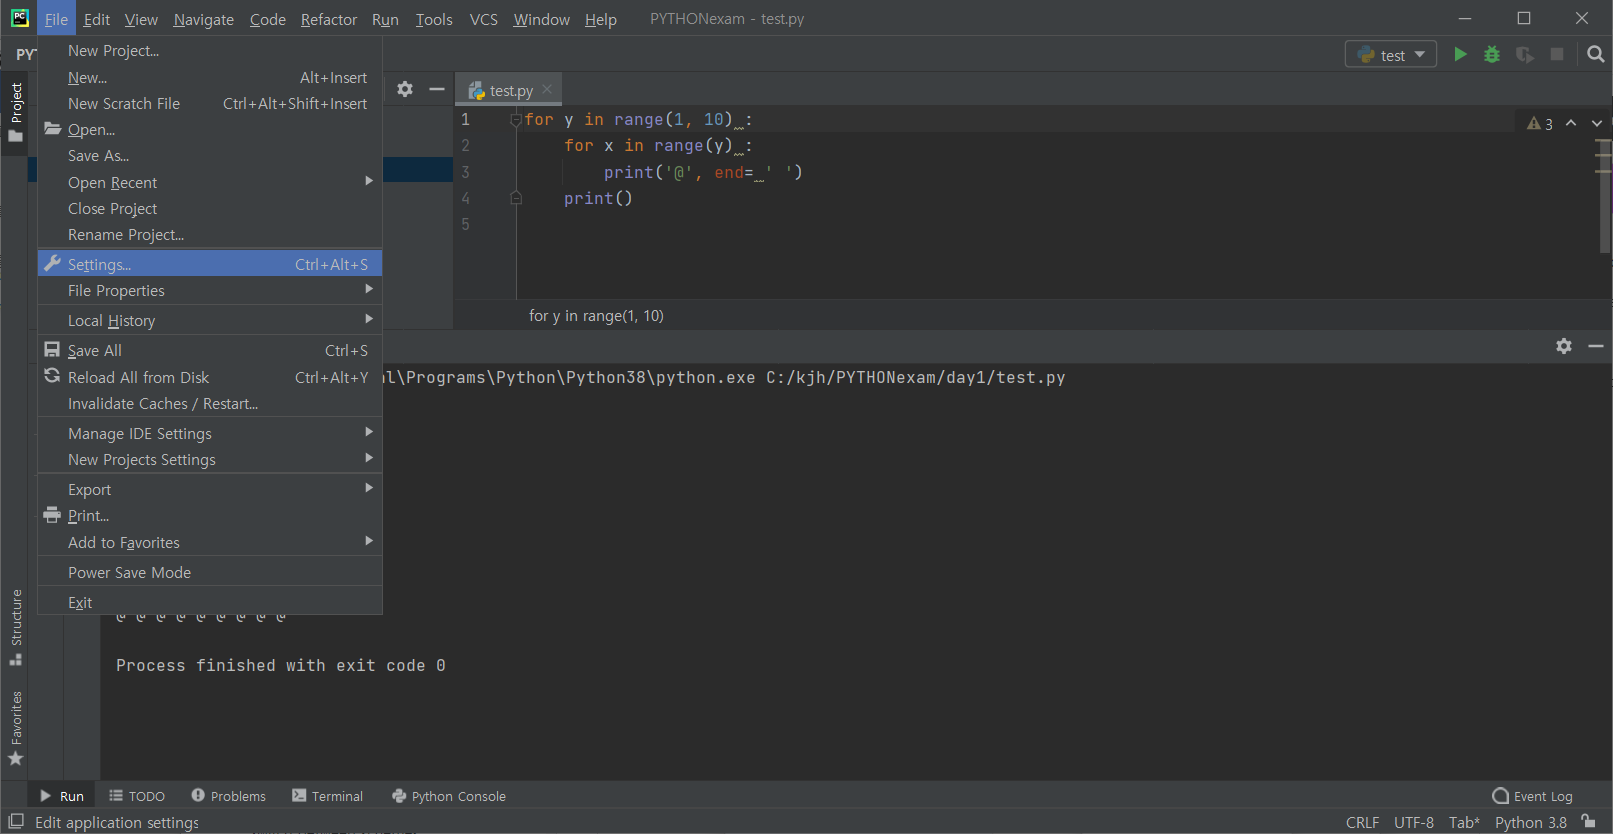 PC File Edit View Navigate Code Refactor Run Tools VCS Window Help PYTHONexam - test.py
PY
test
New Project...
New... Alt+Insert
New Scratch File Ctrl+Alt+Shift+Insert
Open...
Save As...
Open Recent
Close Project
Rename Project...
Settings... Ctrl+Alt+S
File Properties
Local History
Save All Ctrl+S
Reload All from Disk Ctrl+Alt+Y
Invalidate Caches / Restart...
Manage IDE Settings
New Projects Settings
Export
Print...
Add to Favorites
Power Save Mode
Exit
Project
Structure
Favorites
test.py
1 for y in range(1, 10) :
2 for x in range(y) :
3 print('@', end= ' ')
4 print()
5
3
for y in range(1, 10)
al\Programs\Python\Python38\python.exe C:/kjh/PYTHONexam/day1/test.py
@ @ @ @ @ @ @ @ @
Process finished with exit code 0
Run TODO Problems Terminal Python Console Event Log
Edit application settings CRLF UTF-8 Tab* Python 3.8